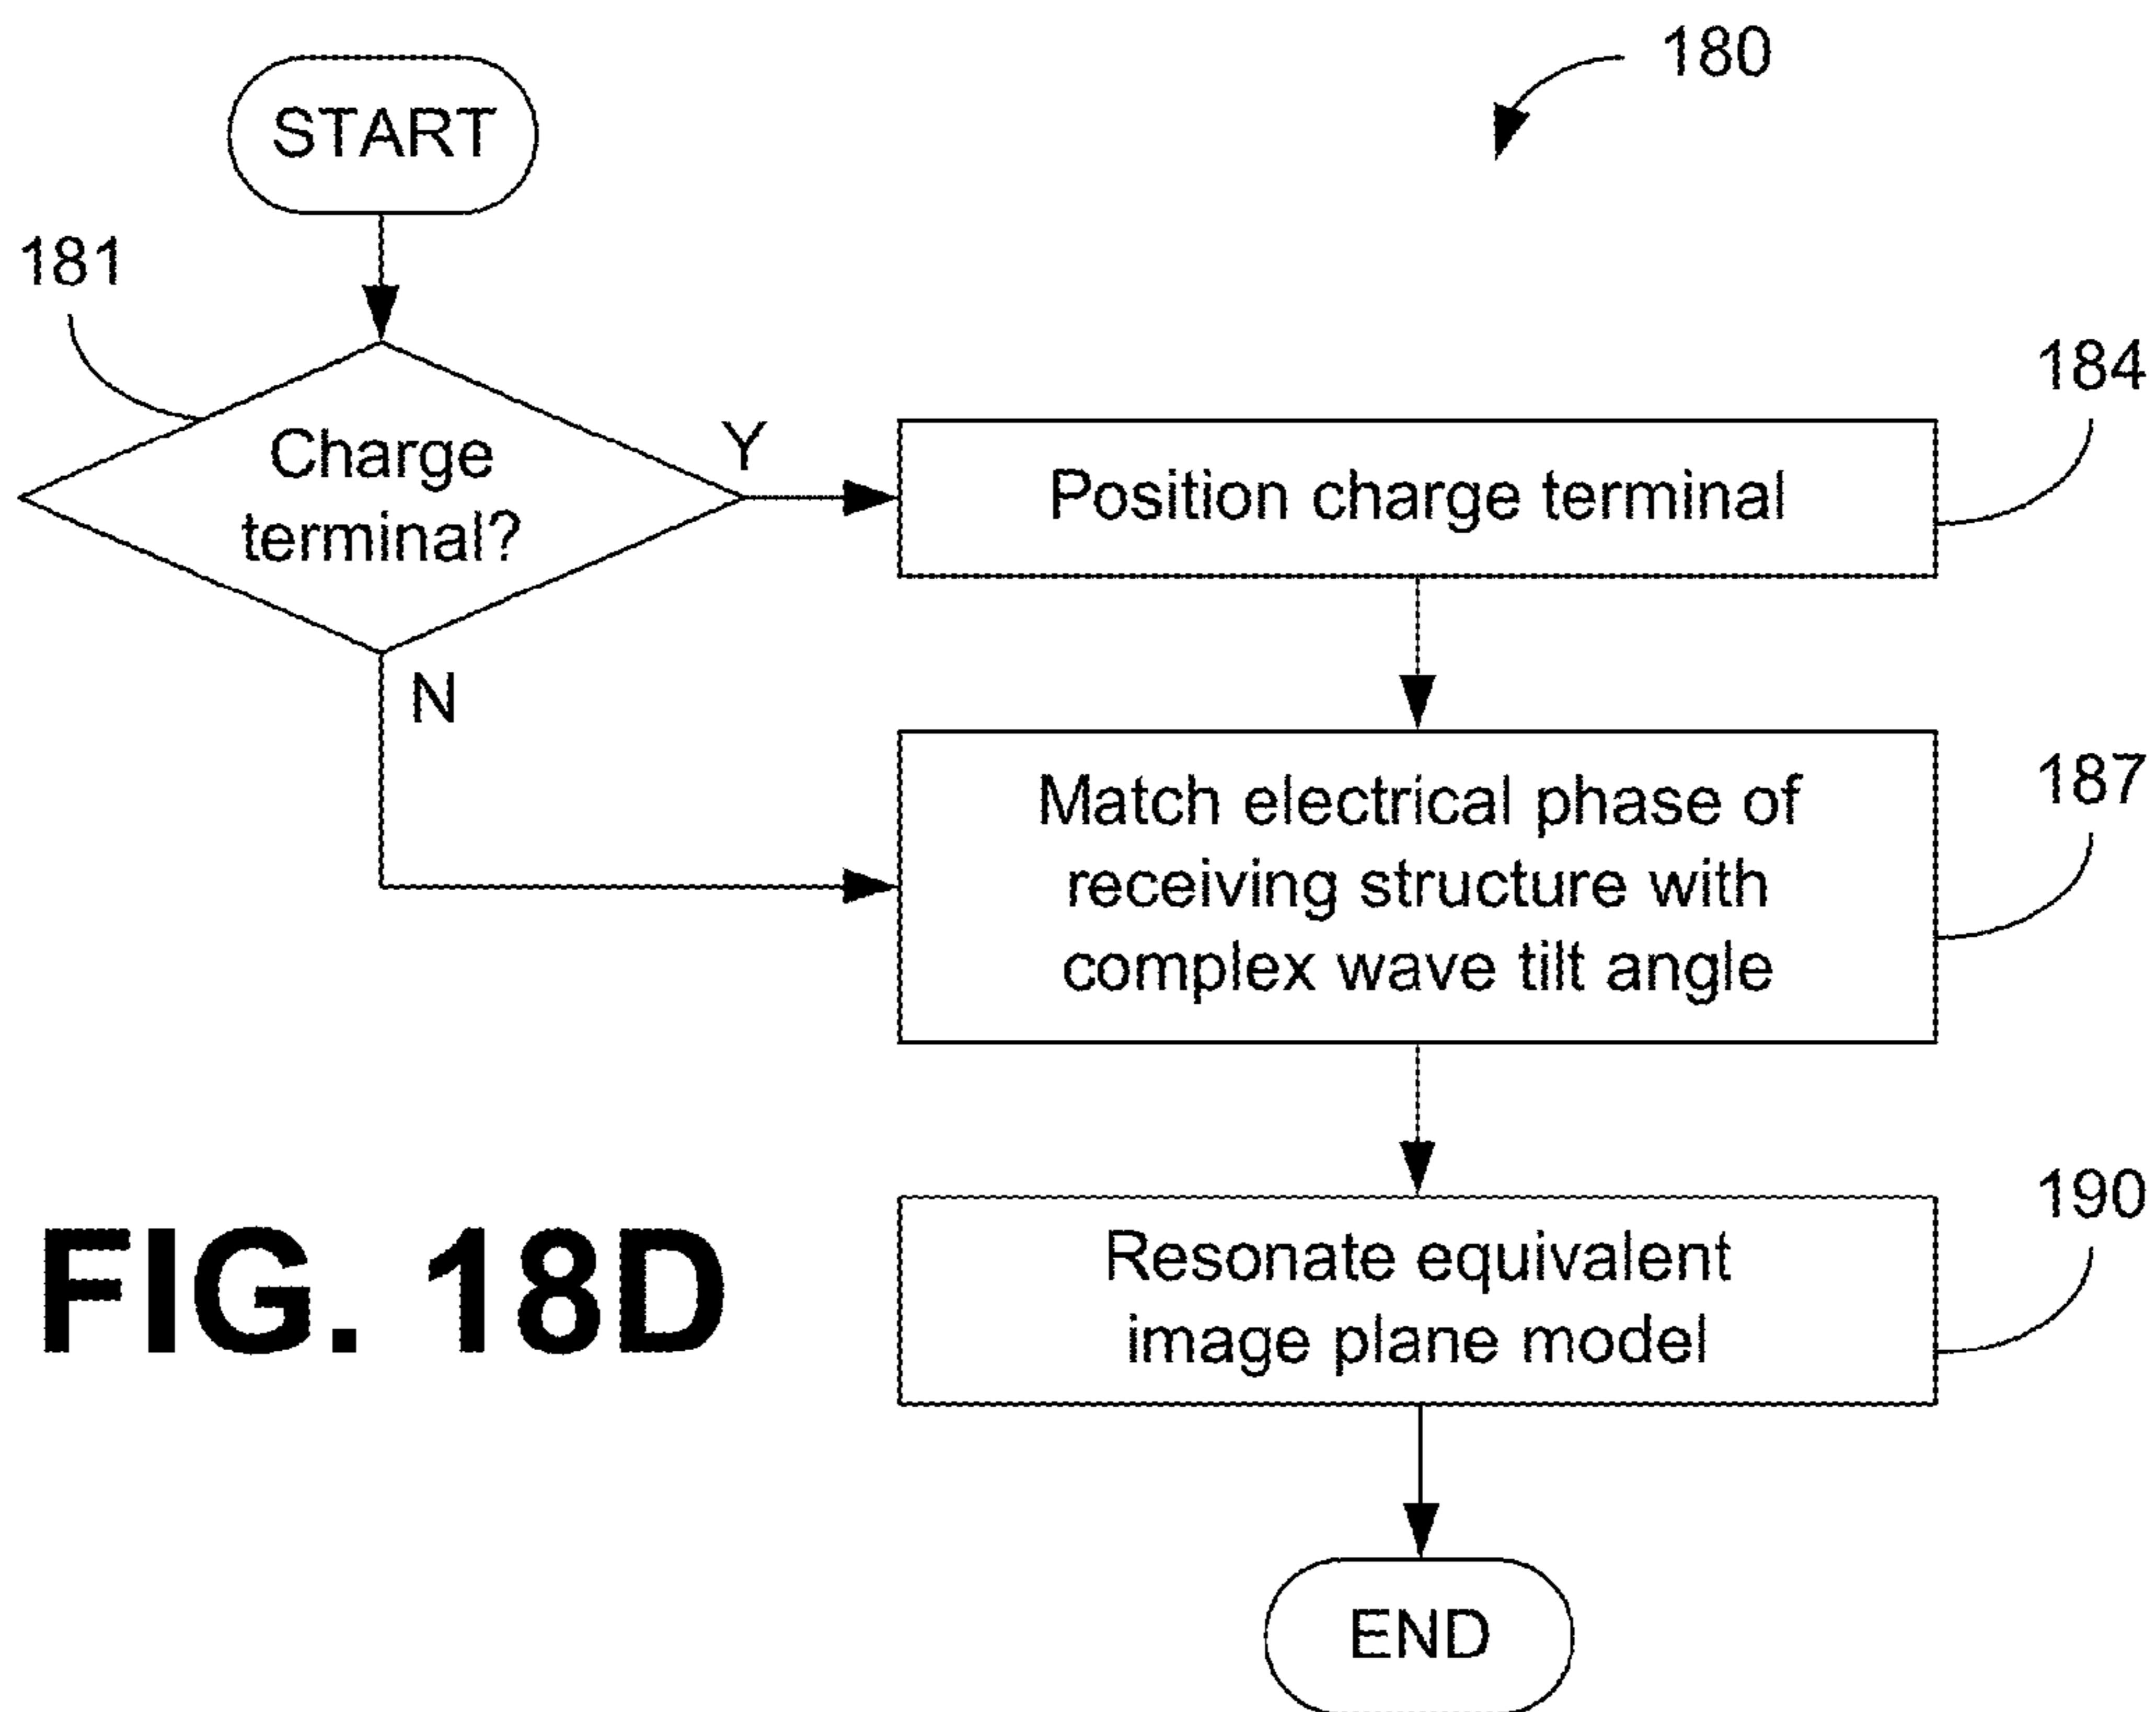 180
START
181
Charge
terminal?
Y
N
184
Position charge terminal
187
Match electrical phase of
receiving structure with
complex wave tilt angle
190
Resonate equivalent
image plane model
END
FIG. 18D